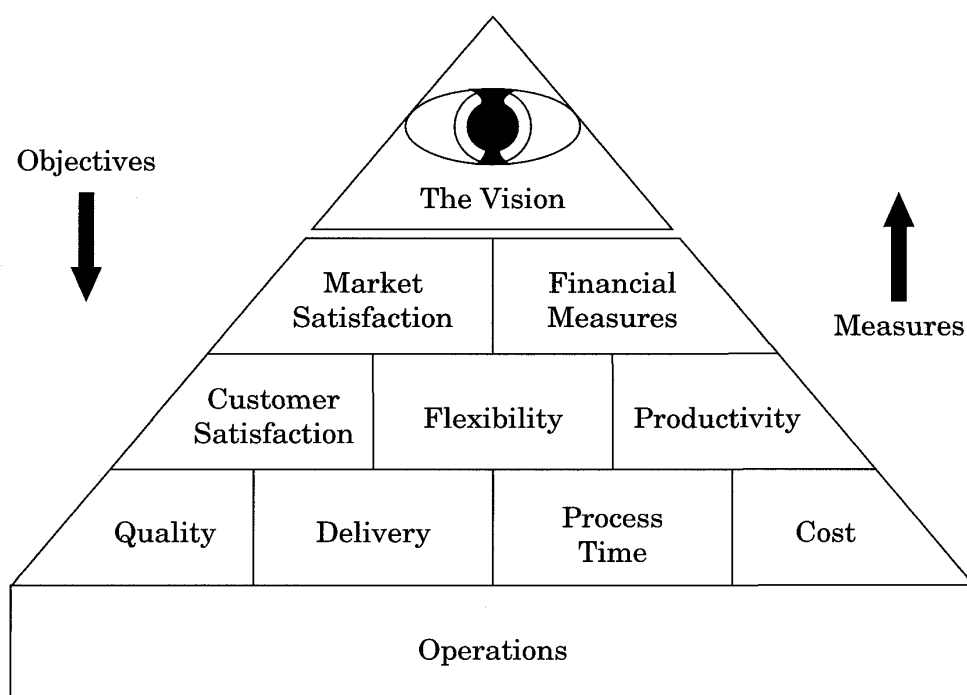 Objectives
The Vision
Market
Satisfaction
Financial
Measures
Measures
Customer
Satisfaction
Flexibility
Productivity
Quality
Delivery
Process
Time
Cost
Operations